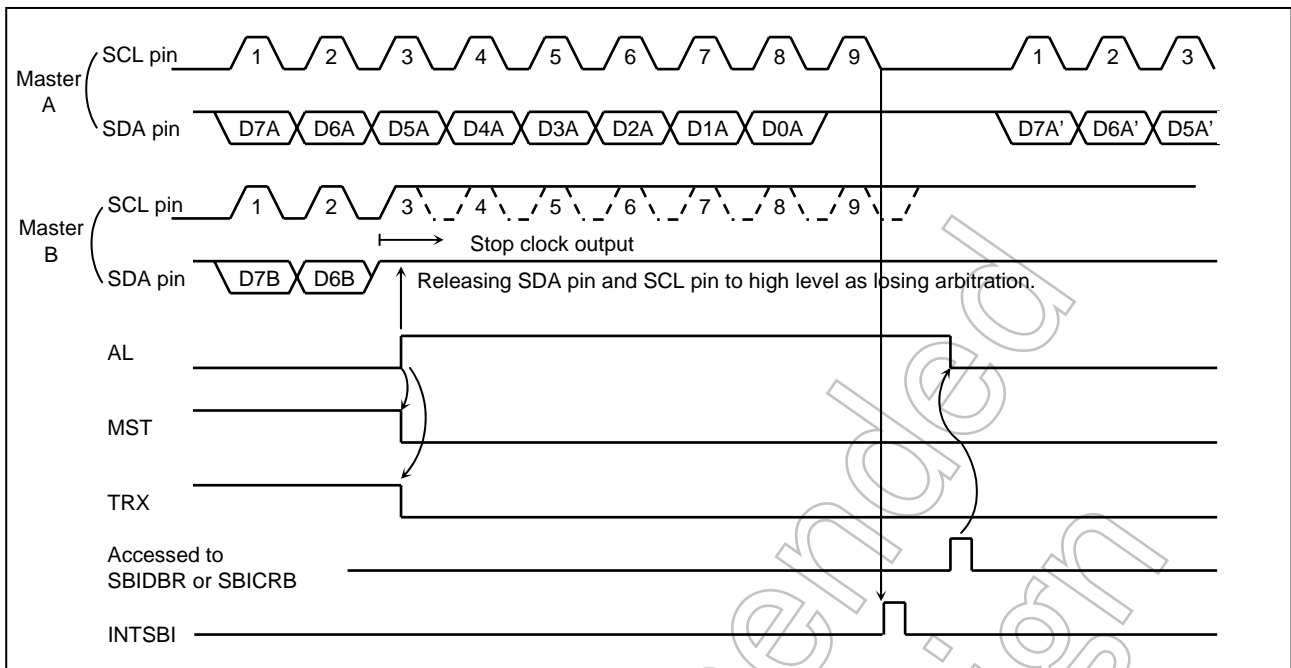 Master A
SCL pin
1 2 3 4 5 6 7 8 9 1 2 3
SDA pin
D7A D6A D5A D4A D3A D2A D1A D0A D7A' D6A' D5A'
Master B
SCL pin
1 2 3 4 5 6 7 8 9
Stop clock output
SDA pin
D7B D6B
Releasing SDA pin and SCL pin to high level as losing arbitration.
AL
MST
TRX
Accessed to
SBIDBR or SBICRB
INTSBI